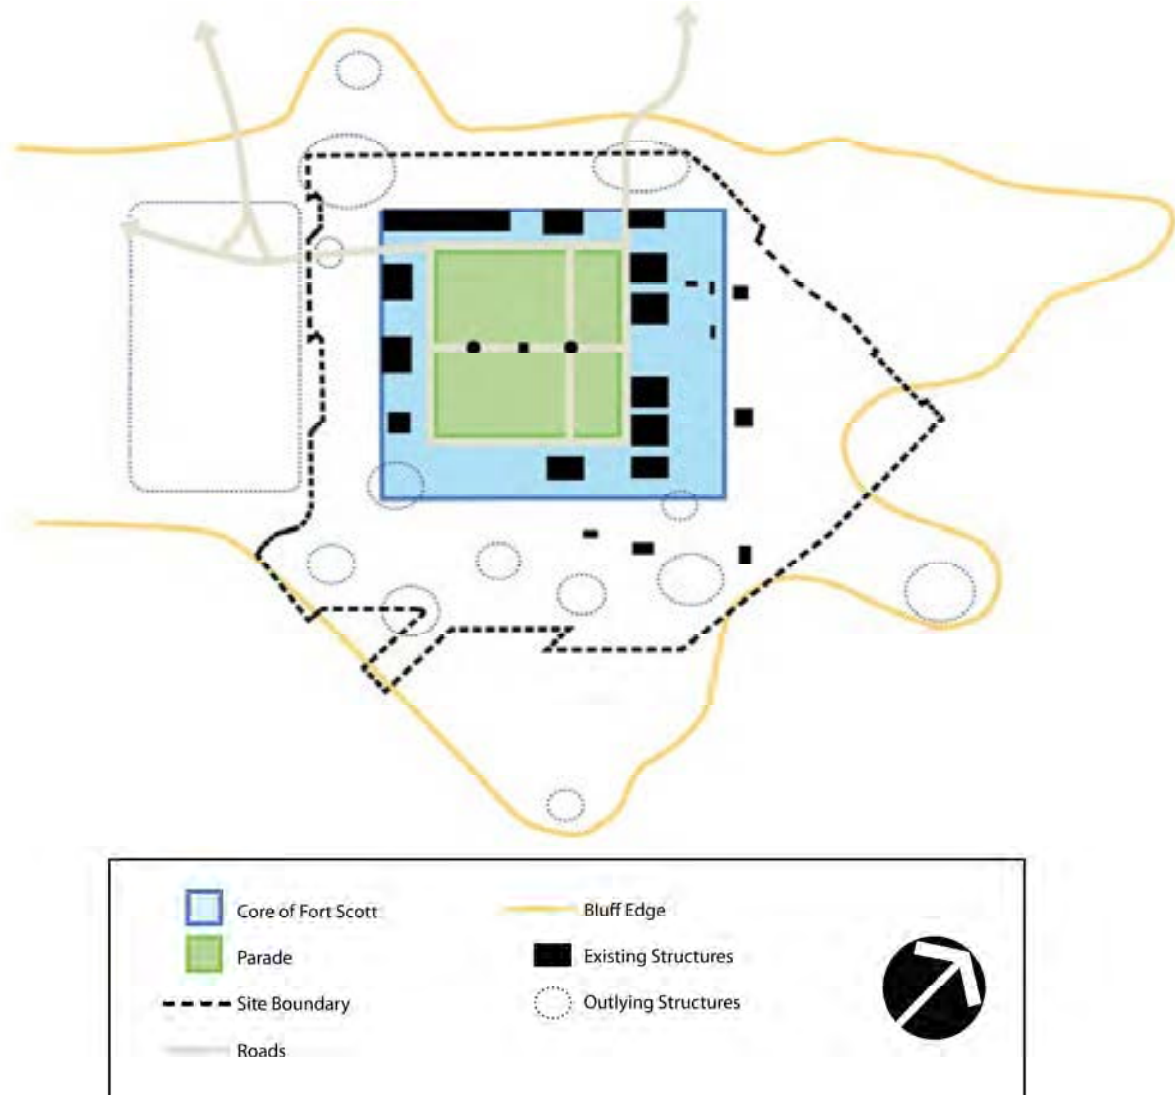 Core of Fort Scott
Parade
Site Boundary
Roads
Bluff Edge
Existing Structures
Outlying Structures